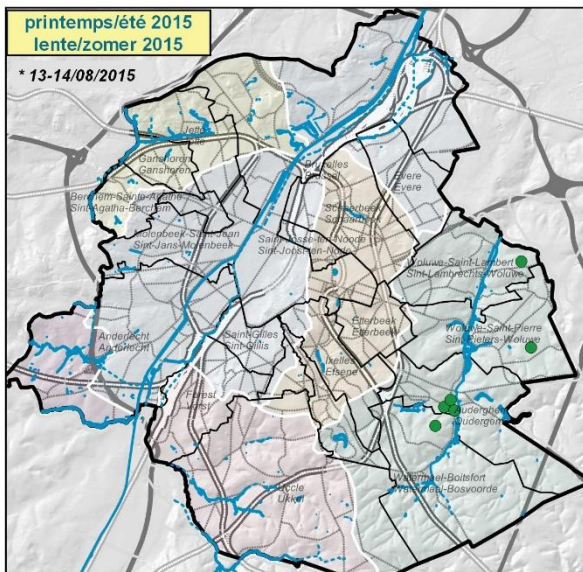 printemps/été 2015
lente/zomer 2015
* 13-14/08/2015
Jette
Jette
Ganshoren
Ganshoren
Bruxelles
Brussel
Evere
Evere
Berchem-Sainte-Agathe
Sint-Agatha-Berchem
Schaerbeek
Schaarbeek
Molenbeek-Saint-Jean
Sint-Jans-Molenbeek
Saint-Josse-ten-Noode
Sint-Joost-ten-Node
Woluwe-Saint-Lambert
Sint-Lambrechts-Woluwe
Etterbeek
Etterbeek
Woluwe-Saint-Pierre
Sint-Pieters-Woluwe
Anderlecht
Anderlecht
Saint-Gilles
Sint-Gillis
Ixelles
Elsene
Forest
Vorst
Auderghem
Oudergem
Uccle
Ukkel
Watermael-Boitsfort
Watermaal-Bosvoorde